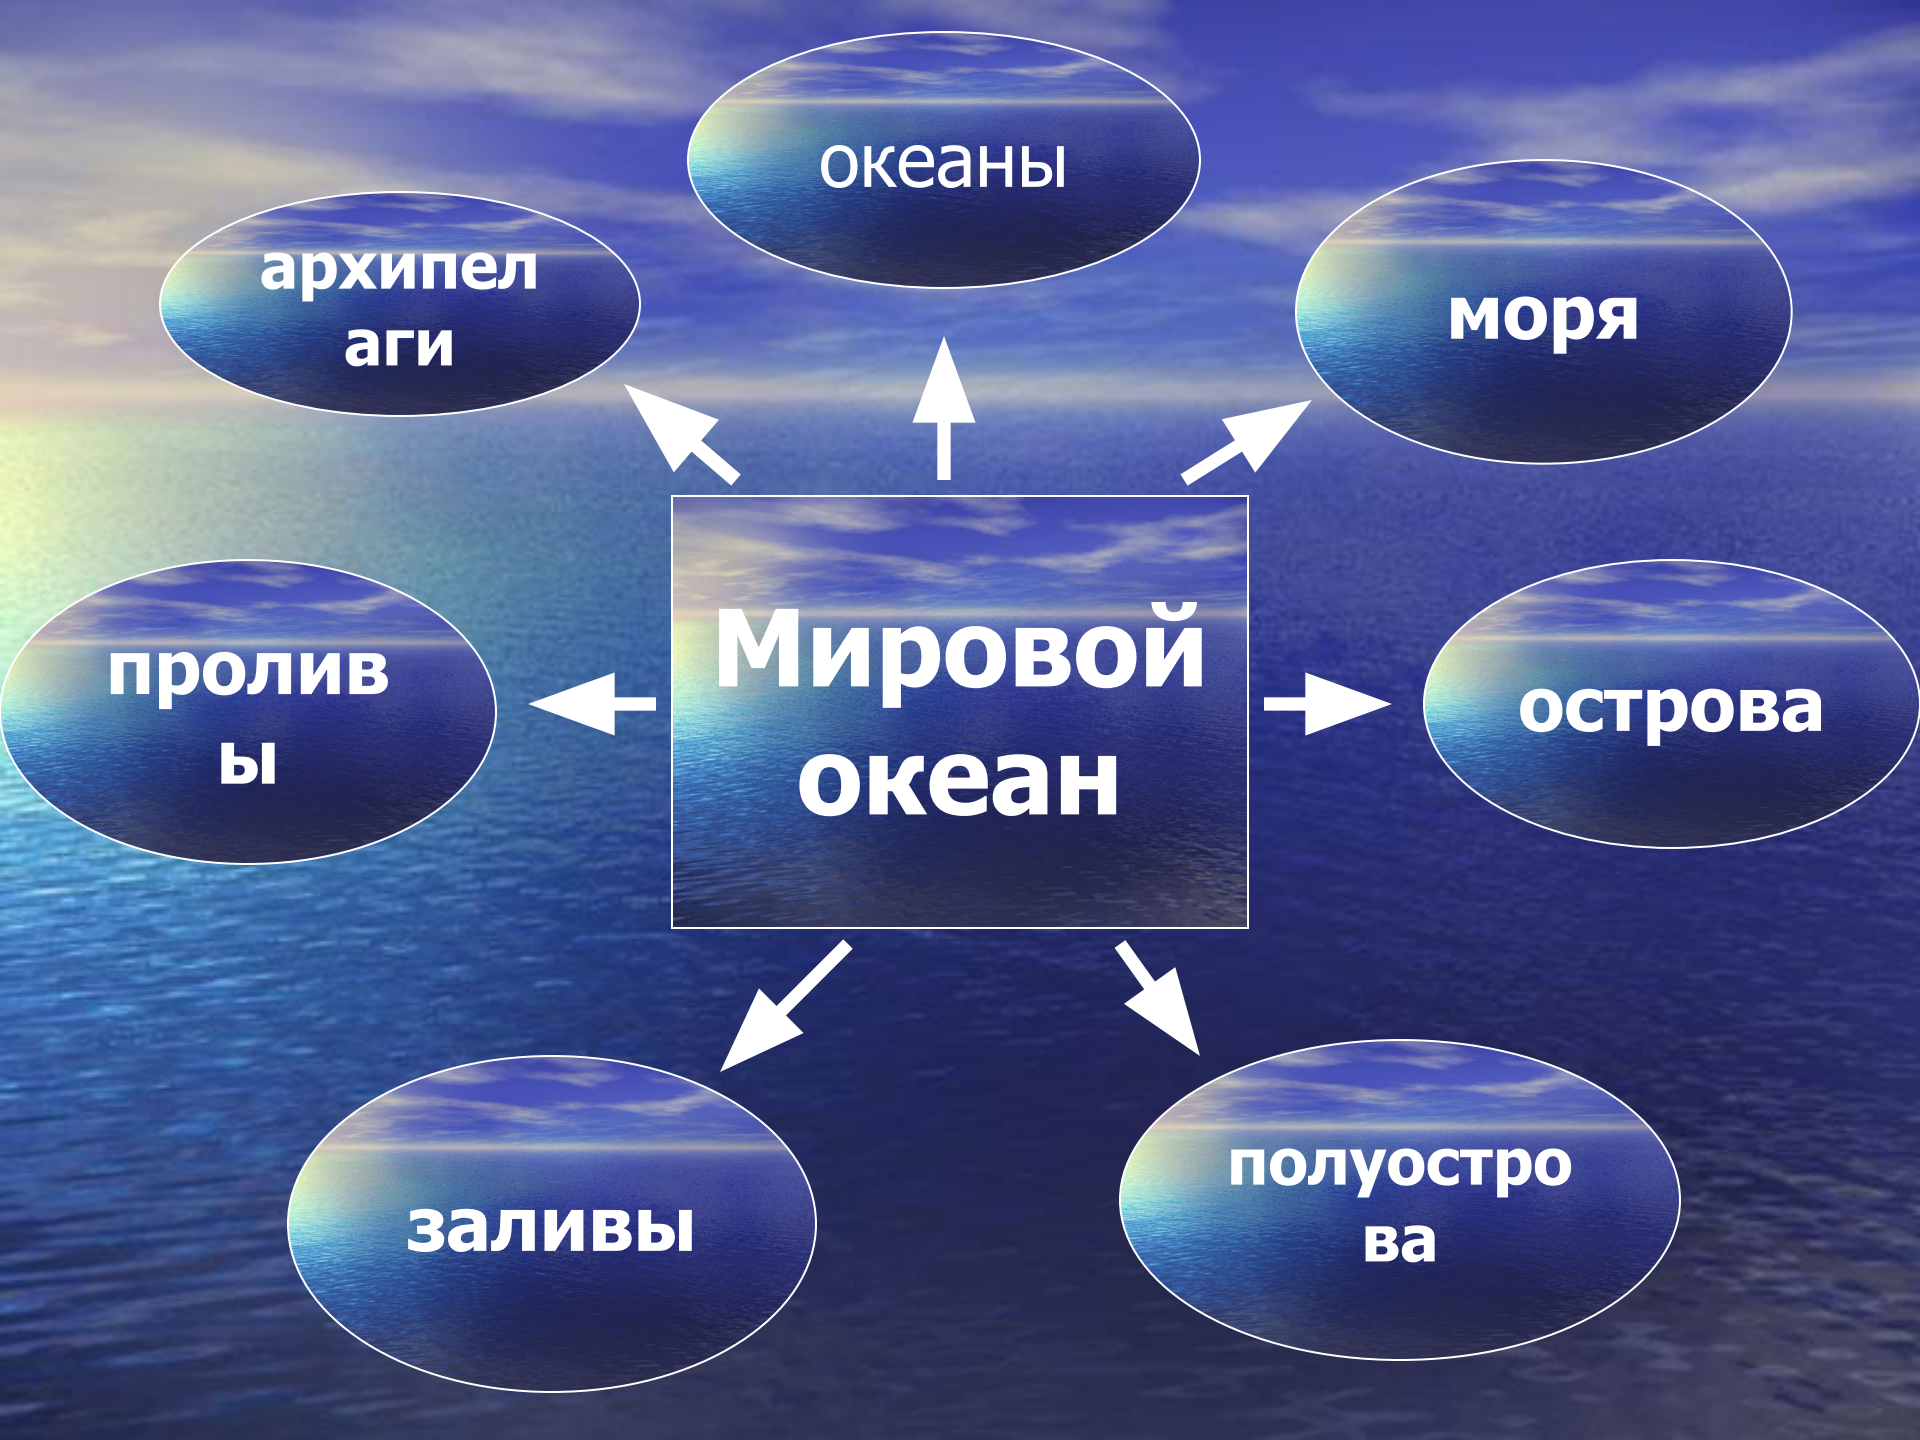 океаны
архипел
аги
моря
Мировой
океан
пролив
ы
острова
заливы
полуостро
ва